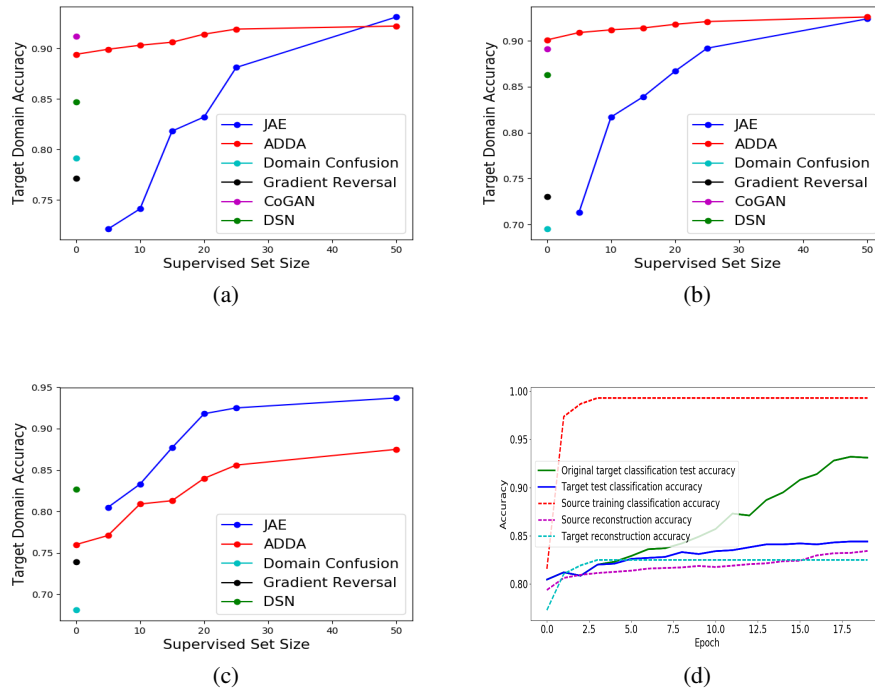 0.90
0.85
0.80
0.75
Target Domain Accuracy
JAE
ADDA
Domain Confusion
Gradient Reversal
CoGAN
DSN
0 10 20 30 40 50
Supervised Set Size
(a)
0.90
0.85
0.80
0.75
0.70
Target Domain Accuracy
JAE
ADDA
Domain Confusion
Gradient Reversal
CoGAN
DSN
0 10 20 30 40 50
Supervised Set Size
(b)
0.95
0.90
0.85
0.80
0.75
0.70
Target Domain Accuracy
JAE
ADDA
Domain Confusion
Gradient Reversal
DSN
0 10 20 30 40 50
Supervised Set Size
(c)
1.00
0.95
0.90
0.85
0.80
Accuracy
Original target classification test accuracy
Target test classification accuracy
Source training classification accuracy
Source reconstruction accuracy
Target reconstruction accuracy
0.0 2.5 5.0 7.5 10.0 12.5 15.0 17.5
Epoch
(d)